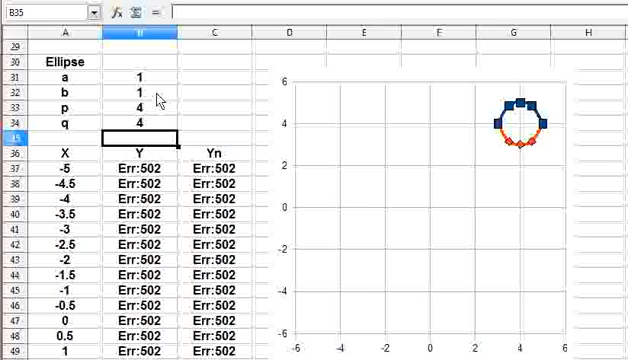 B35
fx Σ =
A B C D E F G H
29
30 Ellipse
31 a 1
32 b 1
33 p 4
34 q 4
35
36 X Y Yn
37 -5 Err:502 Err:502
38 -4.5 Err:502 Err:502
39 -4 Err:502 Err:502
40 -3.5 Err:502 Err:502
41 -3 Err:502 Err:502
42 -2.5 Err:502 Err:502
43 -2 Err:502 Err:502
44 -1.5 Err:502 Err:502
45 -1 Err:502 Err:502
46 -0.5 Err:502 Err:502
47 0 Err:502 Err:502
48 0.5 Err:502 Err:502
49 1 Err:502 Err:502
6
4
2
0
-2
-4
-6
-6 -4 -2 0 2 4 6